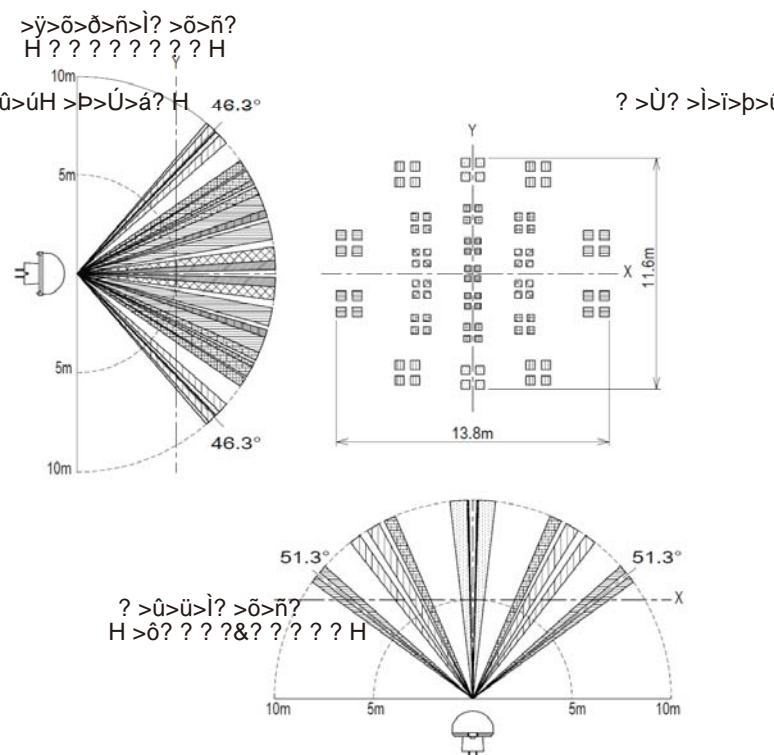 >ÿ>õ>ð>ñ>Ì? >õ>ñ?
H ? ? ? ? ? ? ? ? ? H
Y
10m
û>úH >Þ>Ú>á? H
46.3°
5m
5m
46.3°
10m
? >Ù? >Ì>ï>þ>û
Y
X
11.6m
13.8m
51.3°
51.3°
X
? >û>ü>Ì? >õ>ñ?
H >ô? ? ? ?&? ? ? ? ? H
10m
5m
5m
10m